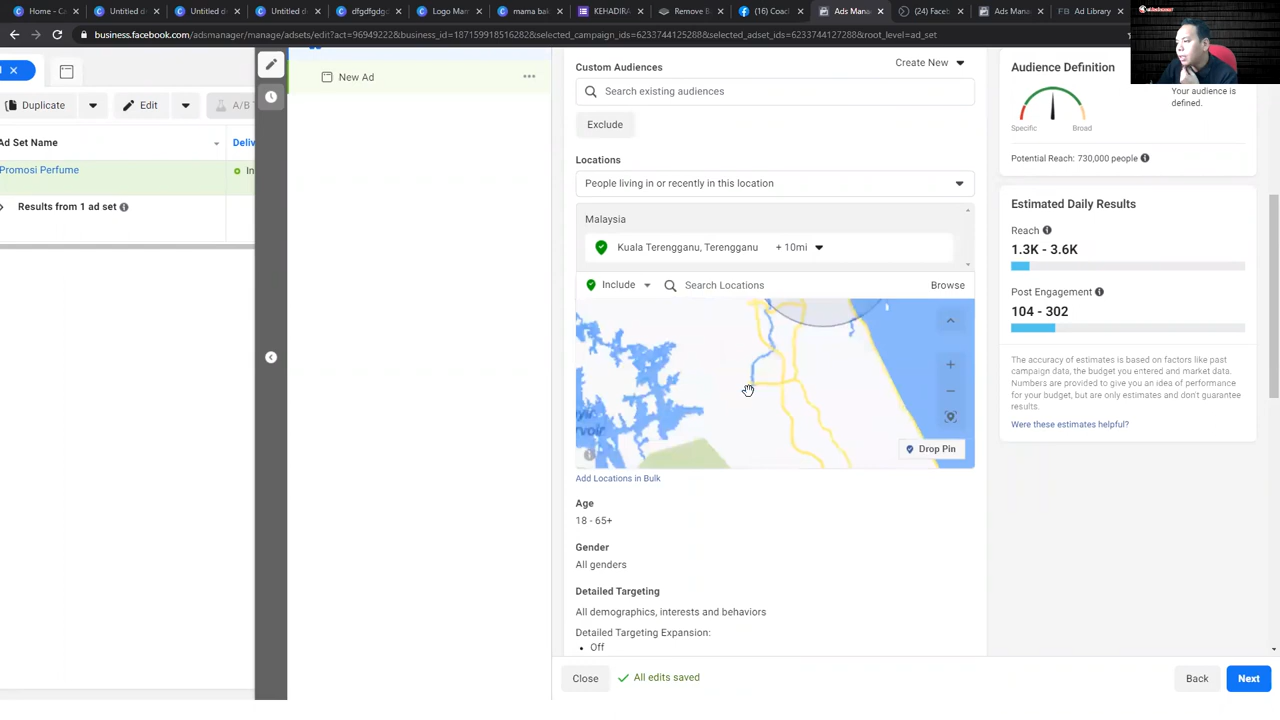 Home - Ca
Untitled d
Untitled d
Untitled d
dfgdfgdgc
Logo Mam
mama ba
KEHADIRA
Remove B
(16) Coac
Ads Mana
(24) Faceb
Ads Mana
Ad Library
business.facebook.com/adsmanager/manage/adsets/edit?act=96949222&business_id=1871591851628282&selected_campaign_ids=6233744125288&selected_adset_ids=6233744127288&root_level=ad_set
Duplicate
Edit
A/B T
Ad Set Name
Deliv
Promosi Perfume
In
Results from 1 ad set
New Ad
Custom Audiences
Create New
Search existing audiences
Exclude
Locations
People living in or recently in this location
Malaysia
Kuala Terengganu, Terengganu + 10mi
Include
Search Locations
Browse
Drop Pin
Add Locations in Bulk
Age
18 - 65+
Gender
All genders
Detailed Targeting
All demographics, interests and behaviors
Detailed Targeting Expansion:
• Off
Close
All edits saved
Back
Next
Audience Definition
Your audience is
defined.
Specific
Broad
Potential Reach: 730,000 people
Estimated Daily Results
Reach
1.3K - 3.6K
Post Engagement
104 - 302
The accuracy of estimates is based on factors like past
campaign data, the budget you entered and market data.
Numbers are provided to give you an idea of performance
for your budget, but are only estimates and don't guarantee
results.
Were these estimates helpful?